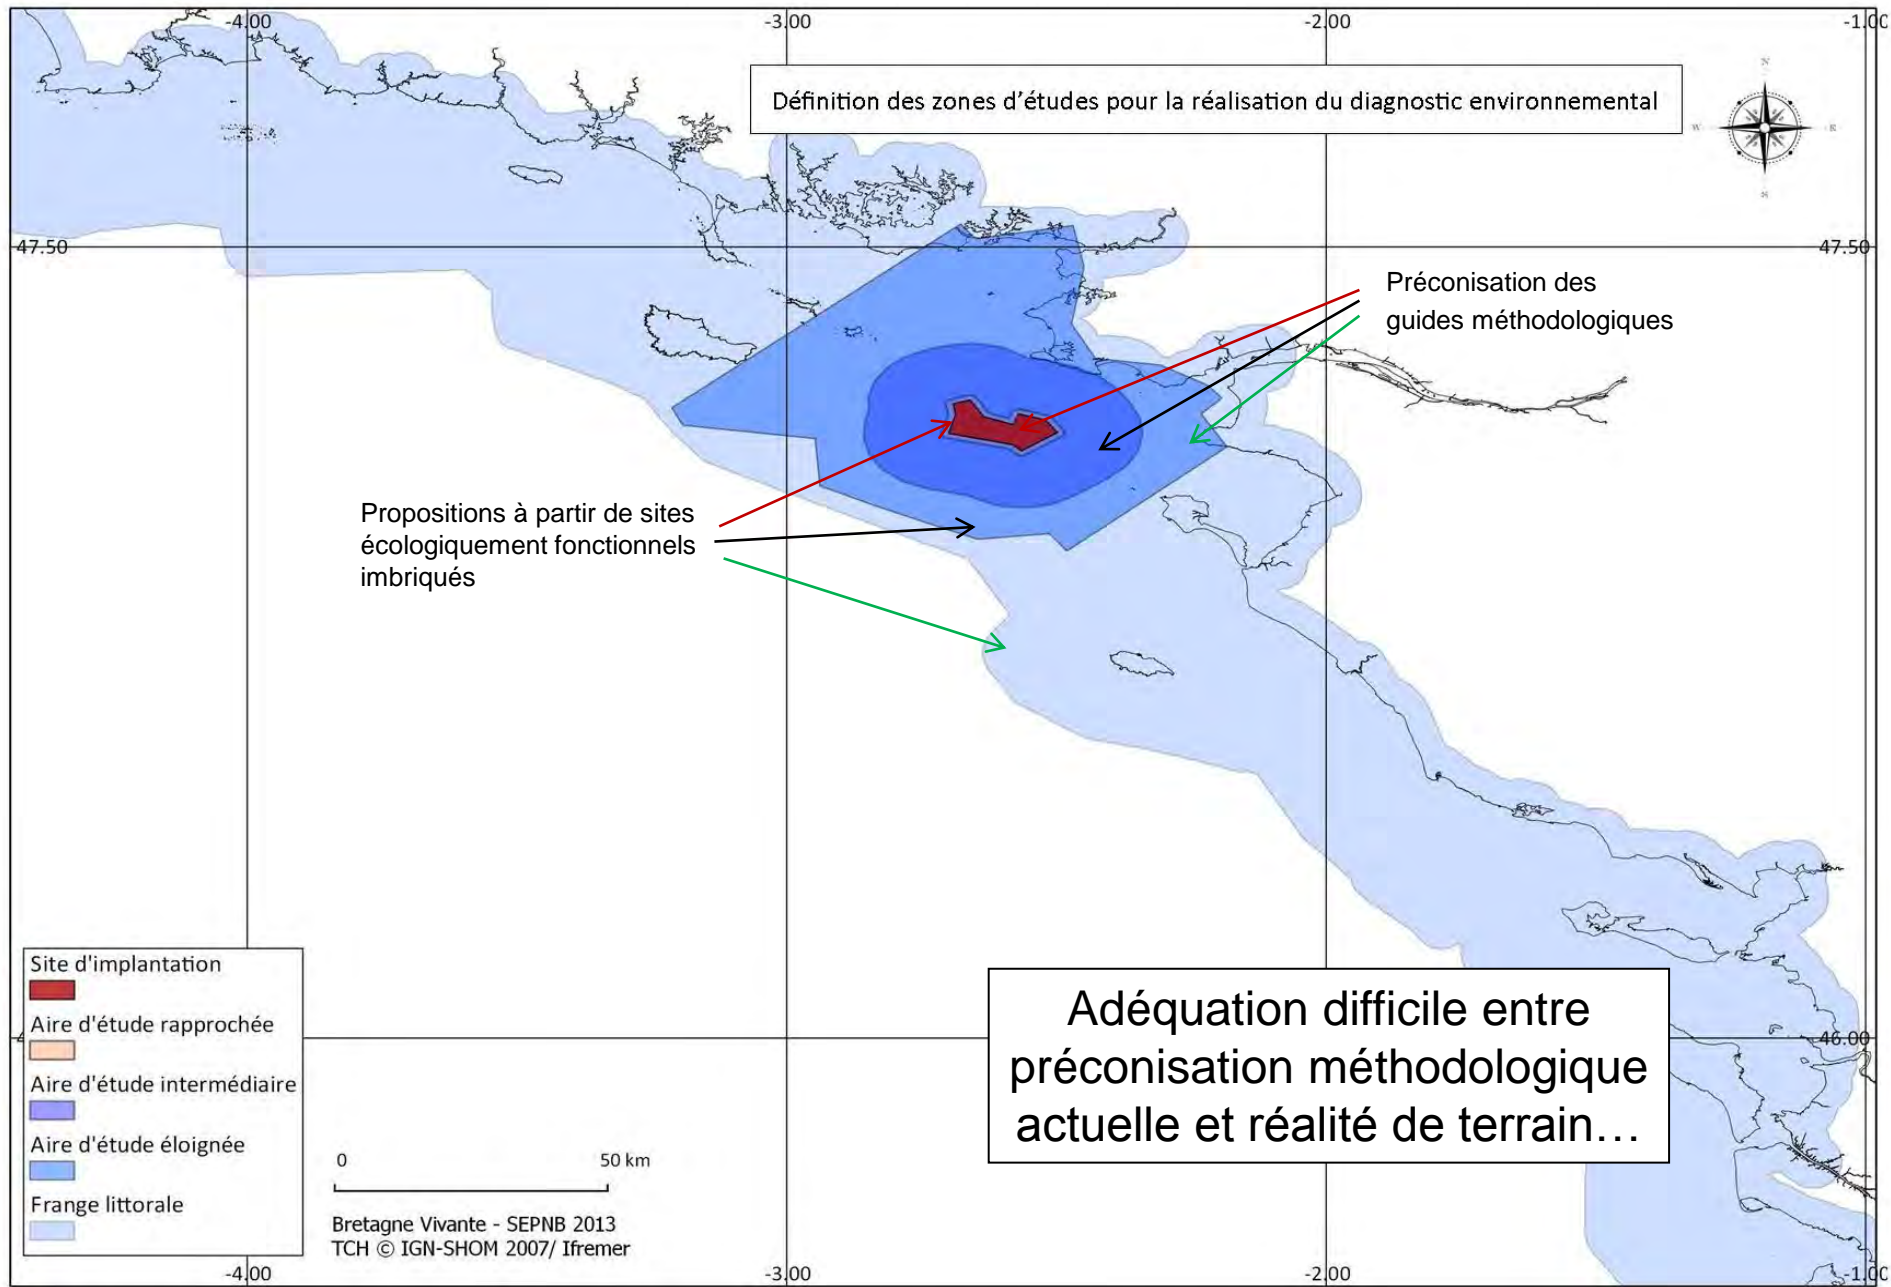 -4.00
-3.00
-2.00
-1.00
Définition des zones d'études pour la réalisation du diagnostic environnemental
N
W
E
S
47.50
47.50
Préconisation des
guides méthodologiques
Propositions à partir de sites
écologiquement fonctionnels
imbriqués
Site d'implantation
Aire d'étude rapprochée
Aire d'étude intermédiaire
Aire d'étude éloignée
Frange littorale
0
50 km
Bretagne Vivante - SEPNB 2013
TCH © IGN-SHOM 2007/ Ifremer
Adéquation difficile entre
préconisation méthodologique
actuelle et réalité de terrain…
46.00
-4.00
-3.00
-2.00
-1.00